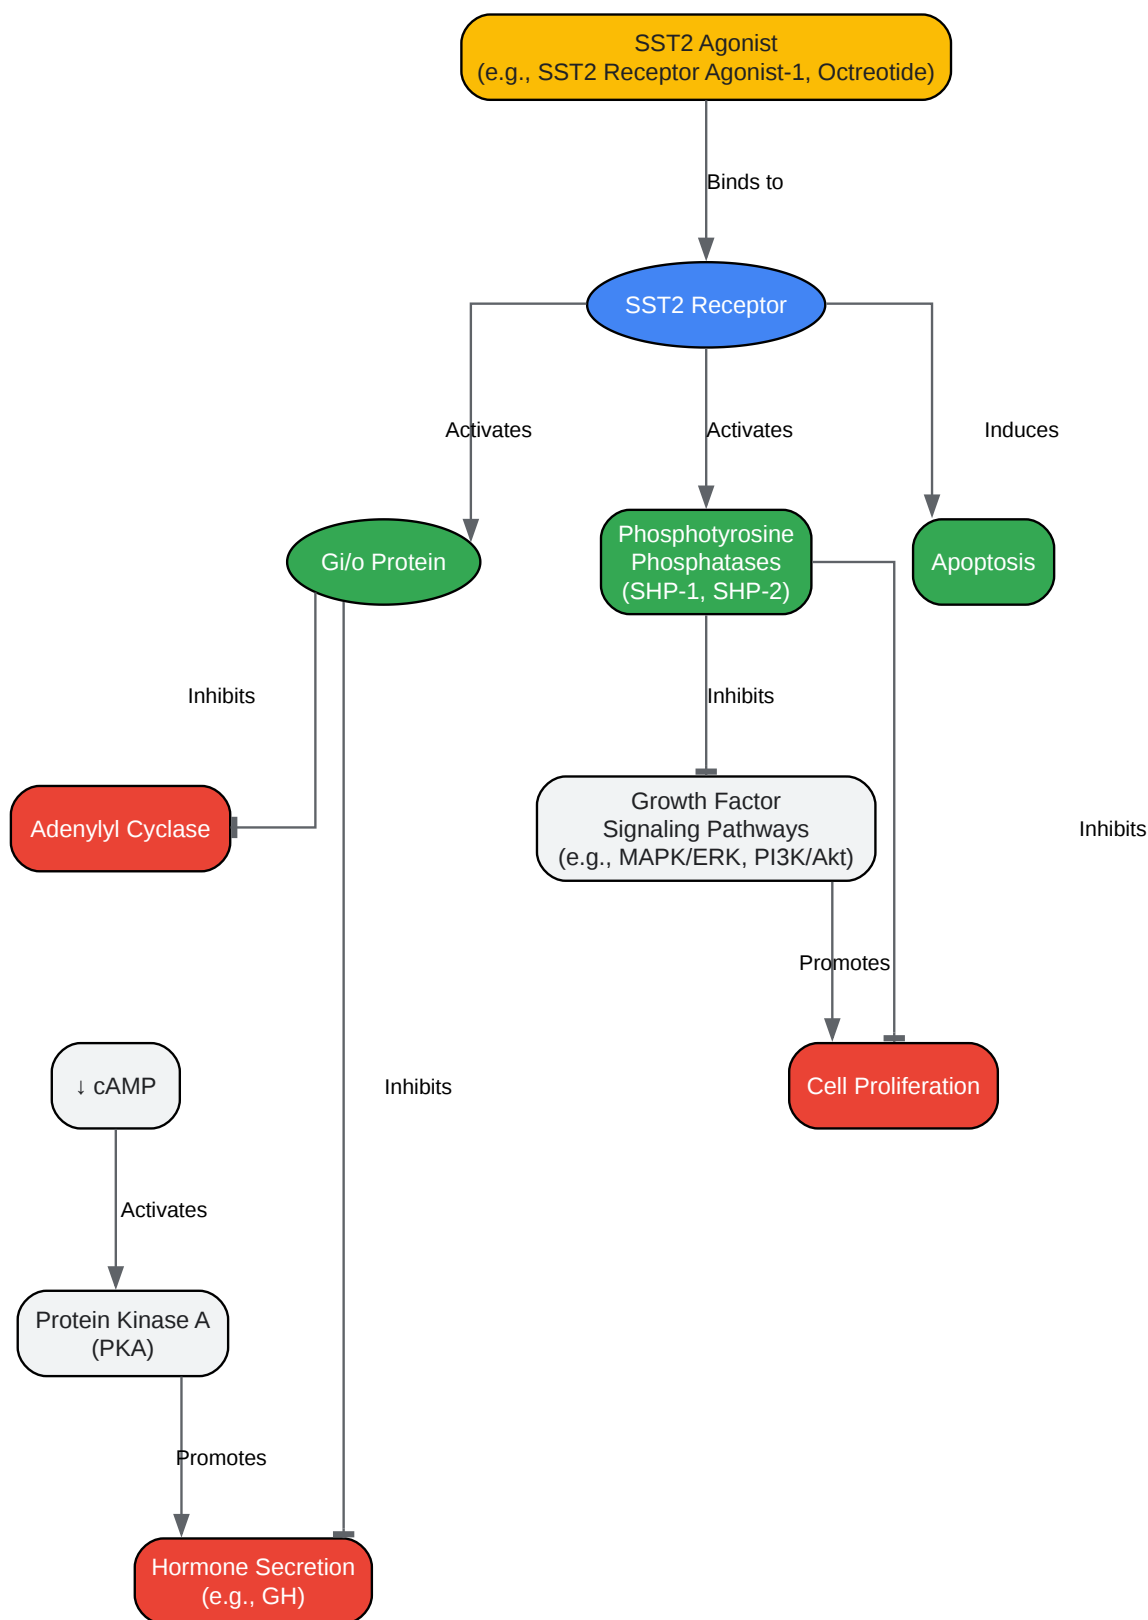 SST2 Agonist
(e.g., SST2 Receptor Agonist-1, Octreotide)
Binds to
SST2 Receptor
Activates
Activates
Induces
Gi/o Protein
Phosphotyrosine
Phosphatases
(SHP-1, SHP-2)
Apoptosis
Inhibits
Inhibits
Adenylyl Cyclase
Growth Factor
Signaling Pathways
(e.g., MAPK/ERK, PI3K/Akt)
Inhibits
Promotes
↓ cAMP
Inhibits
Cell Proliferation
Activates
Protein Kinase A
(PKA)
Promotes
Hormone Secretion
(e.g., GH)